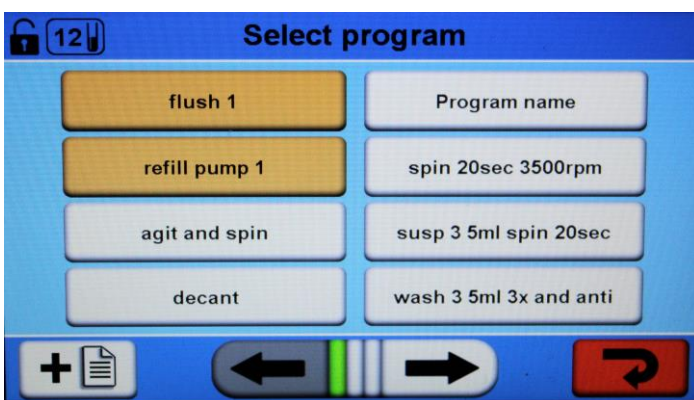 12
Select program
flush 1
Program name
refill pump 1
spin 20sec 3500rpm
agit and spin
susp 3 5ml spin 20sec
decant
wash 3 5ml 3x and anti